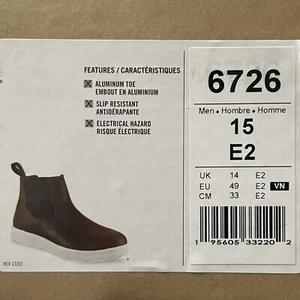 FEATURES / CARACTÉRISTIQUES
ALUMINUM TOE
EMBOUT EN ALUMINIUM
SLIP RESISTANT
ANTIDÉRAPANTE
ELECTRICAL HAZARD
RISQUE ÉLECTRIQUE
REV 12/22
6726
Men • Hombre • Homme
15
E2
UK 14 E2
EU 49 E2 VN
CM 33 E2
1 95605 33220 2